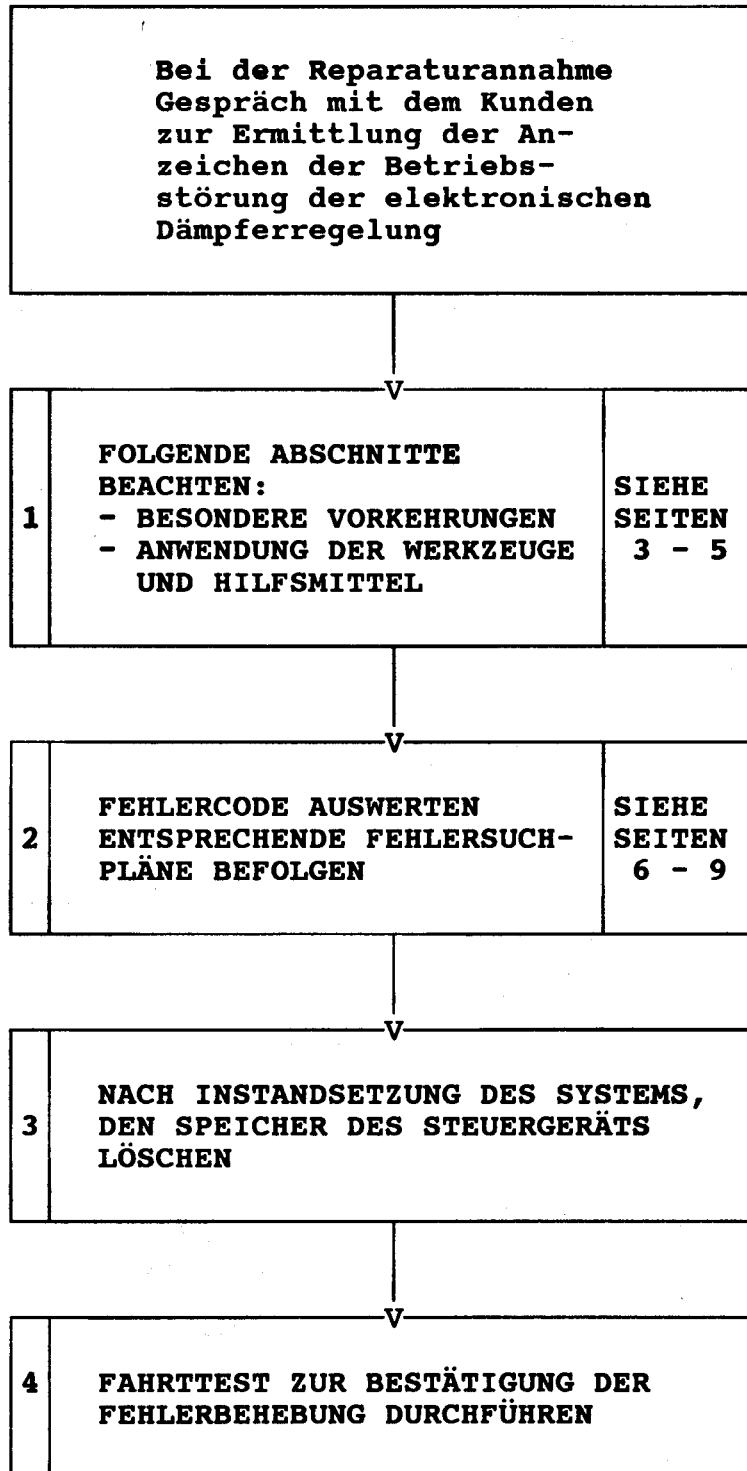 Bei der Reparaturannahme
Gespräch mit dem Kunden
zur Ermittlung der An-
zeichen der Betriebs-
störung der elektronischen
Dämpferregelung
V
1
FOLGENDE ABSCHNITTE
BEACHTEN:
- BESONDERE VORKEHRUNGEN
- ANWENDUNG DER WERKZEUGE
UND HILFSMITTEL
SIEHE
SEITEN
3 - 5
V
2
FEHLERCODE AUSWERTEN
ENTSPRECHENDE FEHLERSUCH-
PLÄNE BEFOLGEN
SIEHE
SEITEN
6 - 9
V
3
NACH INSTANDSETZUNG DES SYSTEMS,
DEN SPEICHER DES STEUERGERÄTS
LÖSCHEN
V
4
FAHRTTEST ZUR BESTÄTIGUNG DER
FEHLERBEHEBUNG DURCHFÜHREN